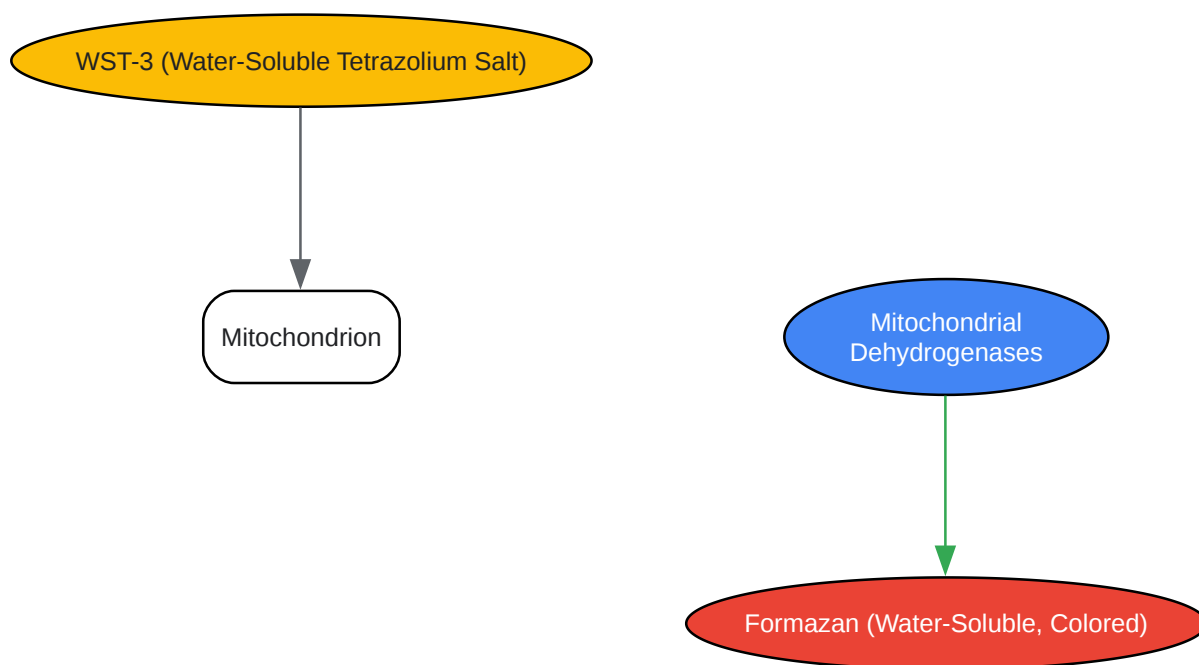 WST-3 (Water-Soluble Tetrazolium Salt)
Mitochondrion
Mitochondrial
Dehydrogenases
Formazan (Water-Soluble, Colored)